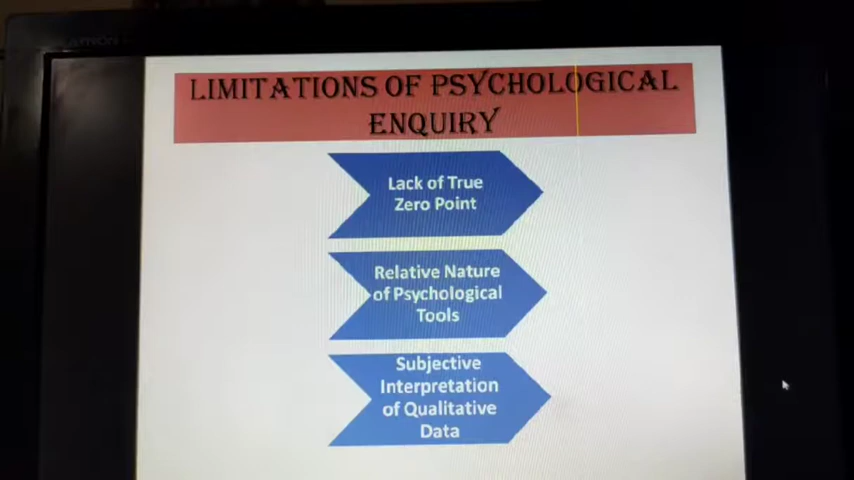 LIMITATIONS OF PSYCHOLOGICAL
ENQUIRY
Lack of True
Zero Point
Relative Nature
of Psychological
Tools
Subjective
Interpretation
of Qualitative
Data